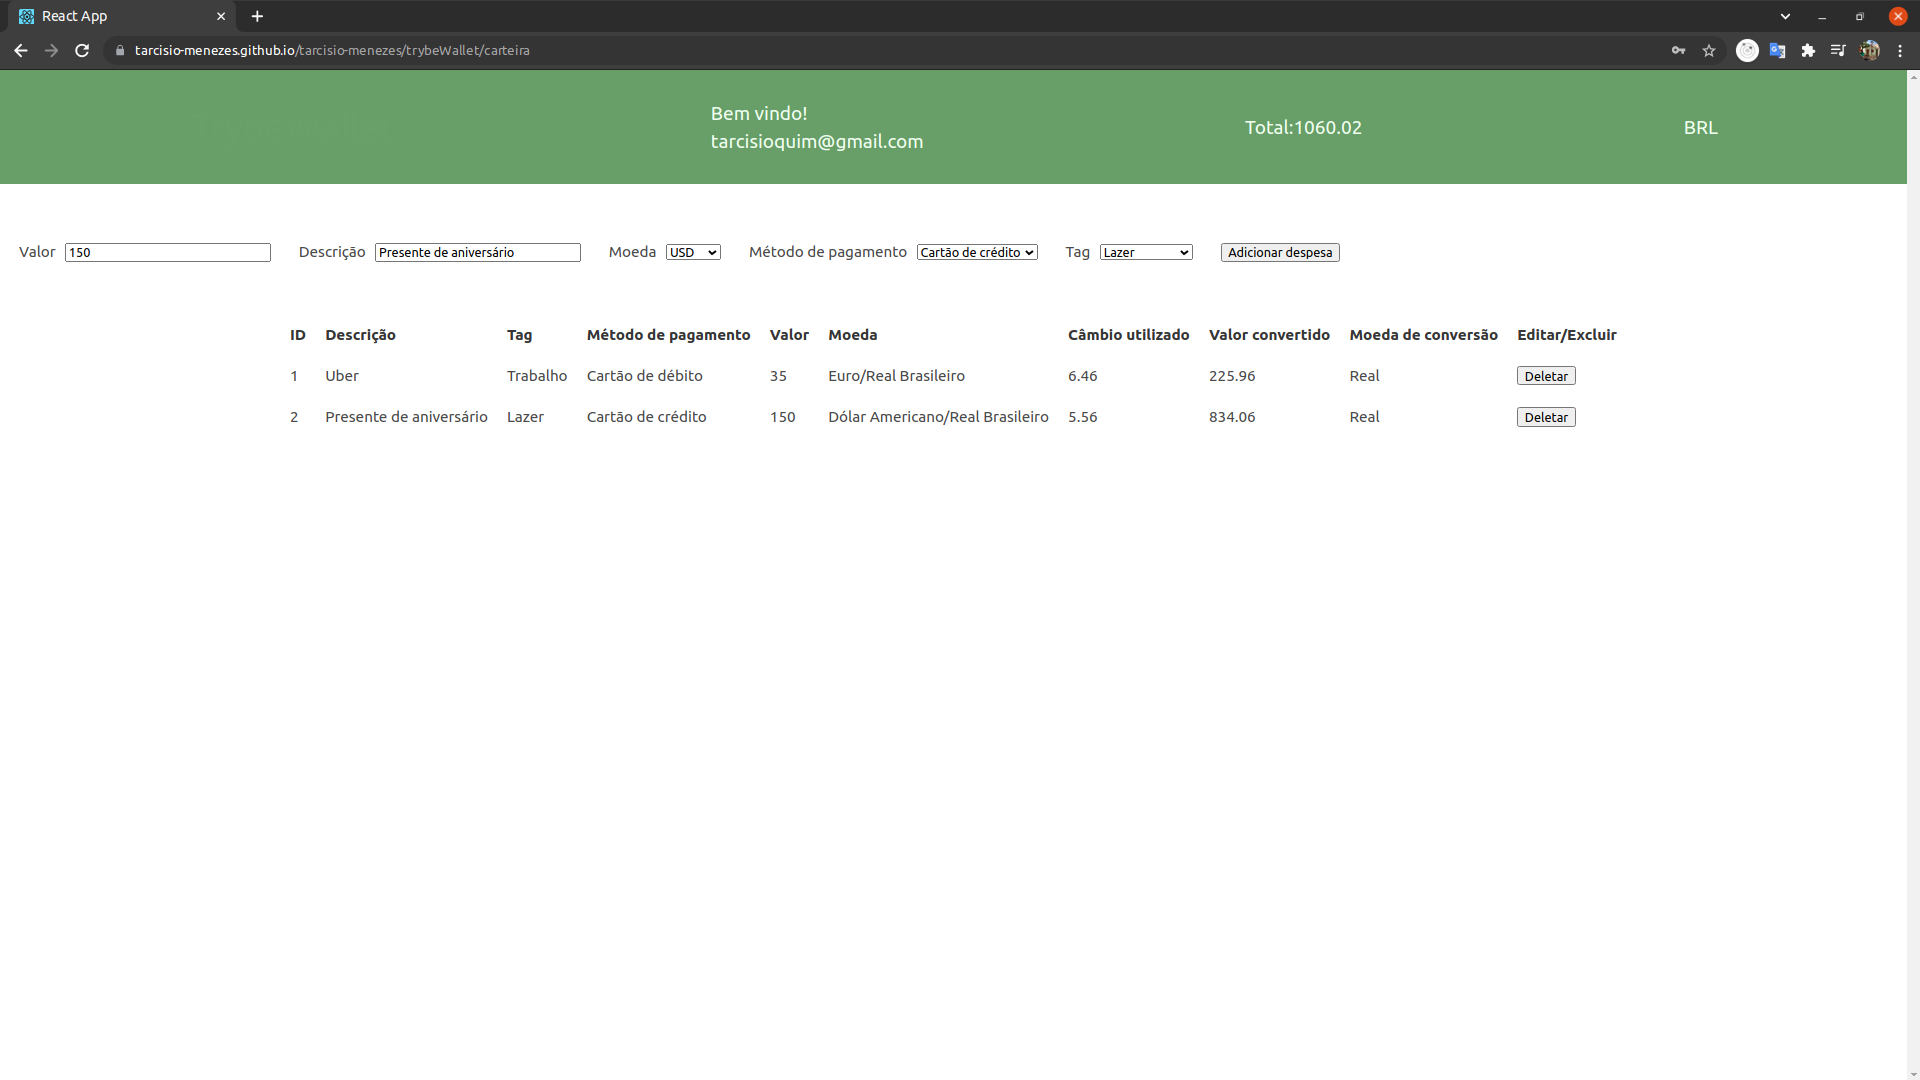 React App
tarcisio-menezes.github.io/tarcisio-menezes/trybeWallet/carteira
Bem vindo!
tarcisioquim@gmail.com
Total:1060.02
BRL
Valor 150 Descrição Presente de aniversário Moeda USD Método de pagamento Cartão de crédito Tag Lazer Adicionar despesa
ID Descrição Tag Método de pagamento Valor Moeda Câmbio utilizado Valor convertido Moeda de conversão Editar/Excluir
1 Uber Trabalho Cartão de débito 35 Euro/Real Brasileiro 6.46 225.96 Real Deletar
2 Presente de aniversário Lazer Cartão de crédito 150 Dólar Americano/Real Brasileiro 5.56 834.06 Real Deletar